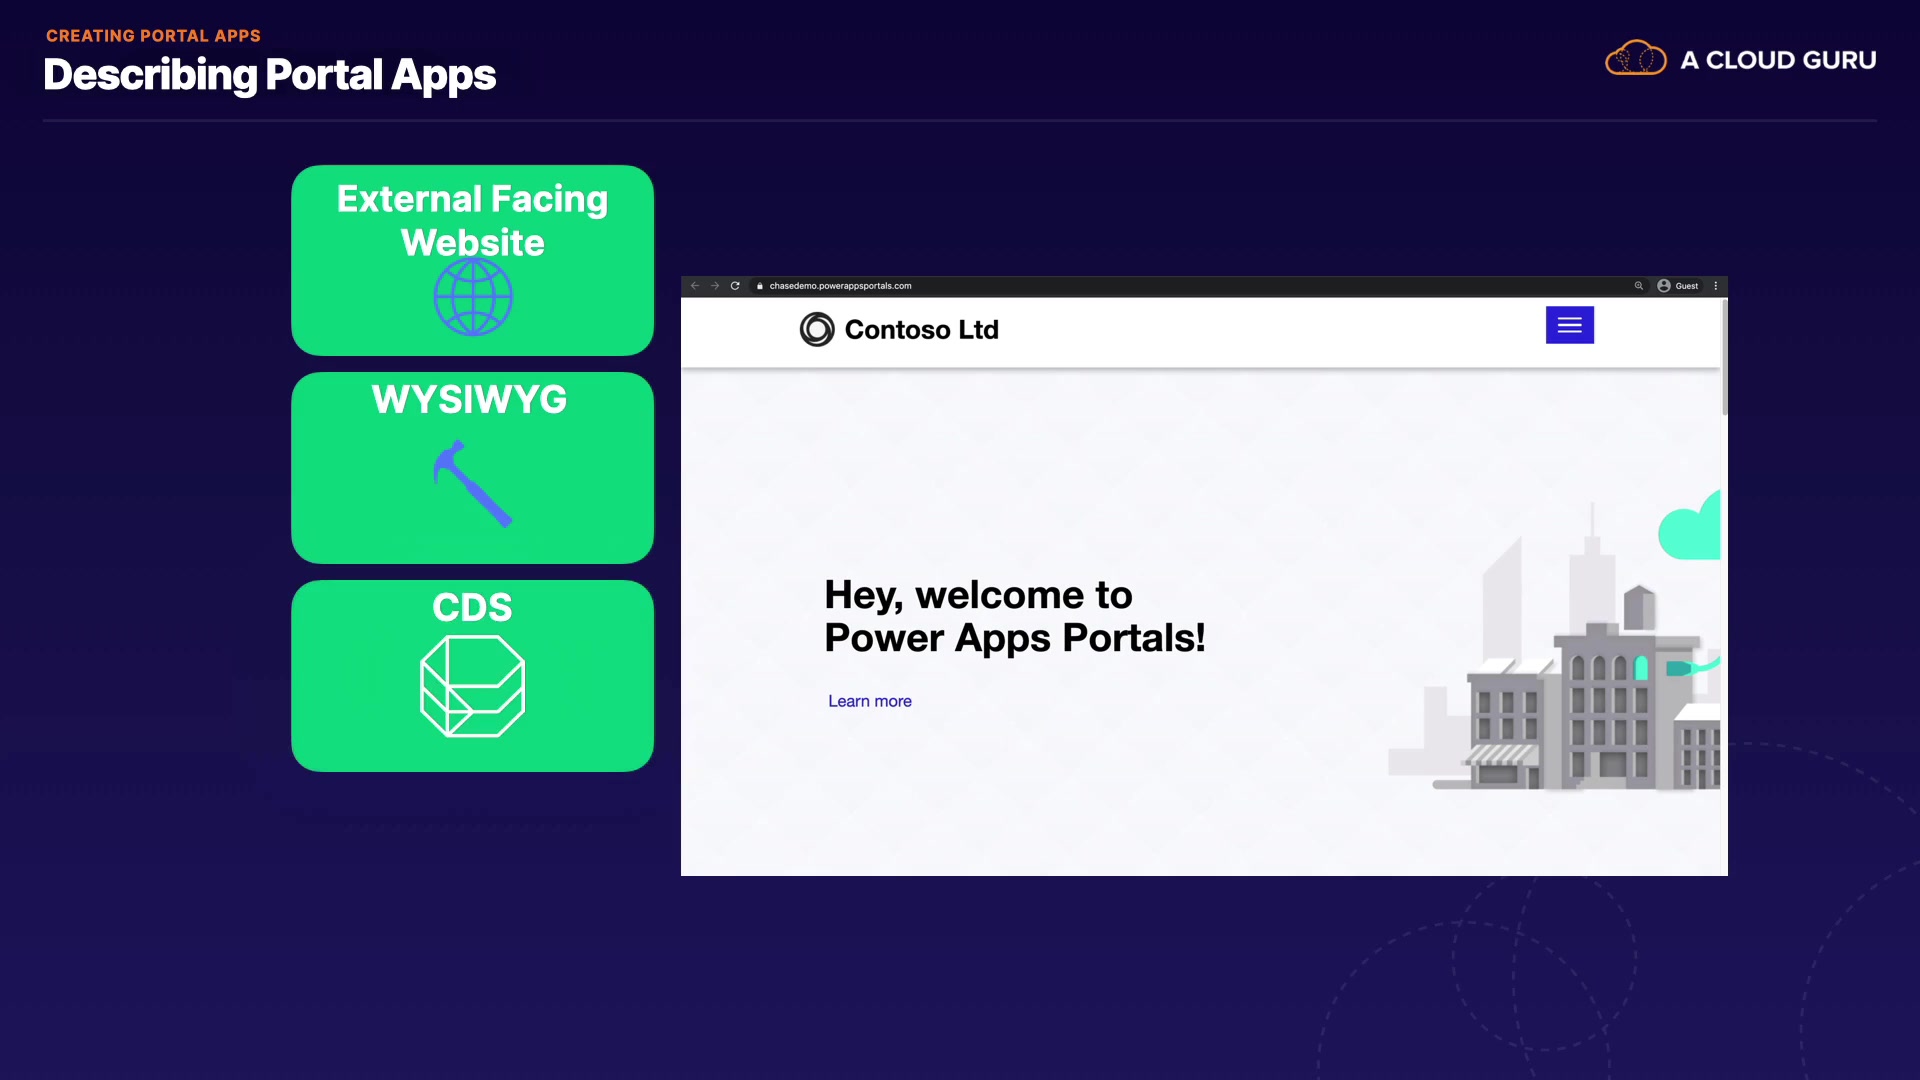 CREATING PORTAL APPS
Describing Portal Apps
A CLOUD GURU
External Facing
Website
WYSIWYG
CDS
chasedemo.powerappsportals.com
Guest
Contoso Ltd
Hey, welcome to
Power Apps Portals!
Learn more